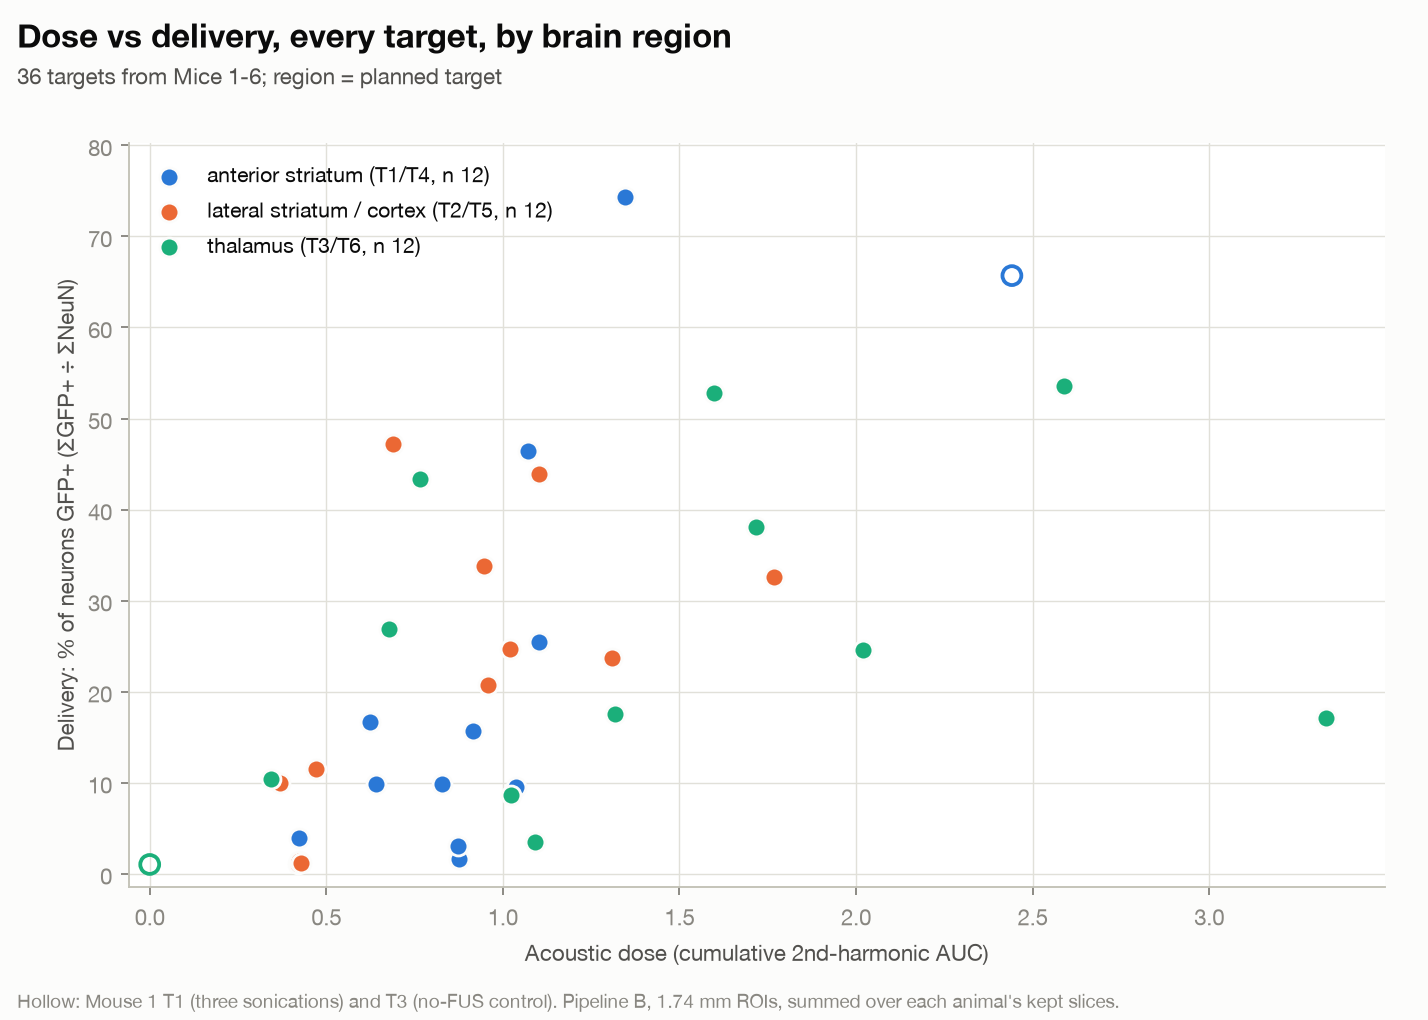 Dose vs delivery, every target, by brain region
36 targets from Mice 1-6; region = planned target
anterior striatum (T1/T4, n 12)
lateral striatum / cortex (T2/T5, n 12)
thalamus (T3/T6, n 12)
Delivery: % of neurons GFP+ (ΣGFP+ ÷ ΣNeuN)
80
70
60
50
40
30
20
10
0
0.0 0.5 1.0 1.5 2.0 2.5 3.0
Acoustic dose (cumulative 2nd-harmonic AUC)
Hollow: Mouse 1 T1 (three sonications) and T3 (no-FUS control). Pipeline B, 1.74 mm ROIs, summed over each animal's kept slices.